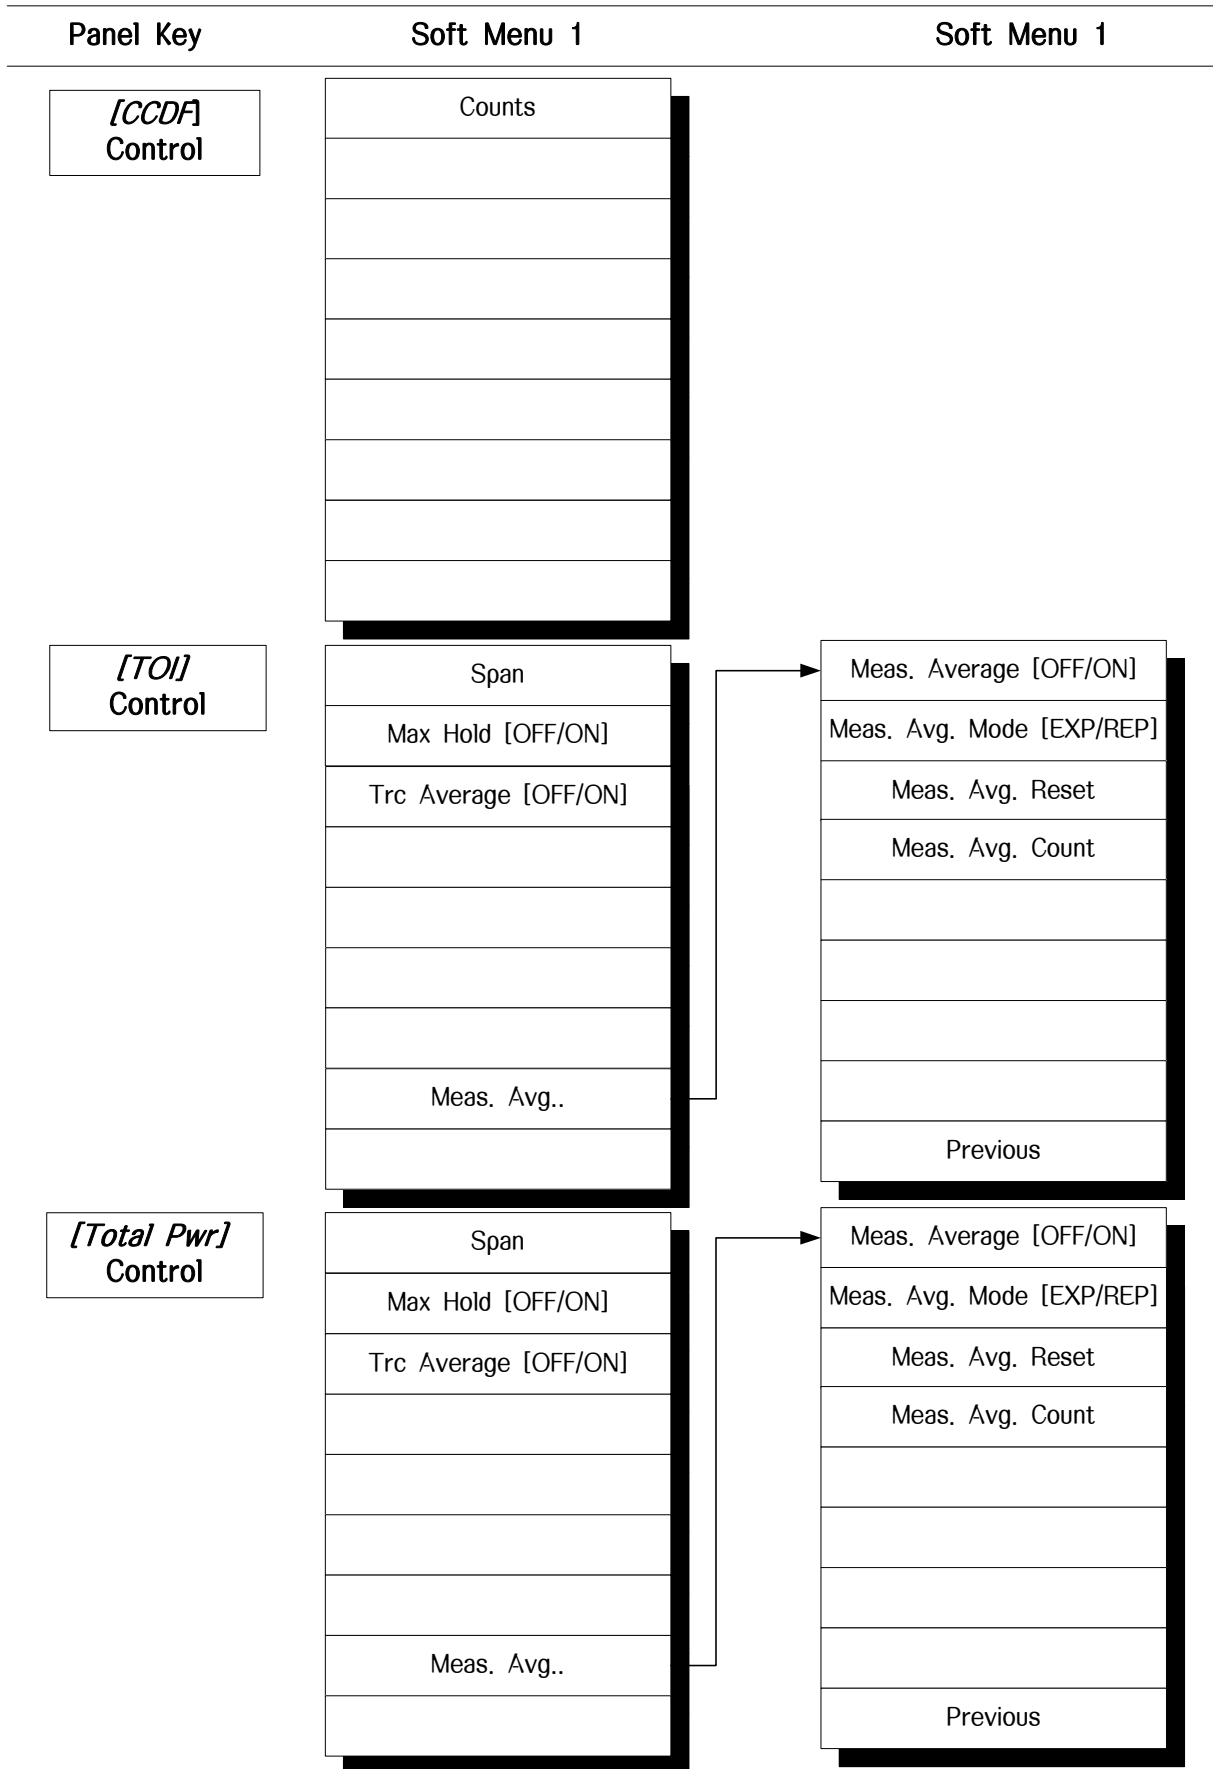 Panel Key Soft Menu 1 Soft Menu 1
[CCDF]
Control
Counts
[TOI]
Control
Span
Max Hold [OFF/ON]
Trc Average [OFF/ON]
Meas. Avg..
Meas. Average [OFF/ON]
Meas. Avg. Mode [EXP/REP]
Meas. Avg. Reset
Meas. Avg. Count
Previous
[Total Pwr]
Control
Span
Max Hold [OFF/ON]
Trc Average [OFF/ON]
Meas. Avg..
Meas. Average [OFF/ON]
Meas. Avg. Mode [EXP/REP]
Meas. Avg. Reset
Meas. Avg. Count
Previous